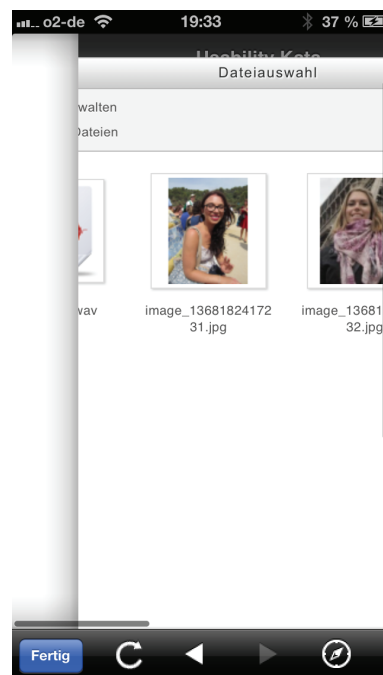 o2-de 19:33 37 %
Dateiauswahl
walten
Dateien
wav
image_13681824172
31.jpg
image_13681
32.jpg
Fertig